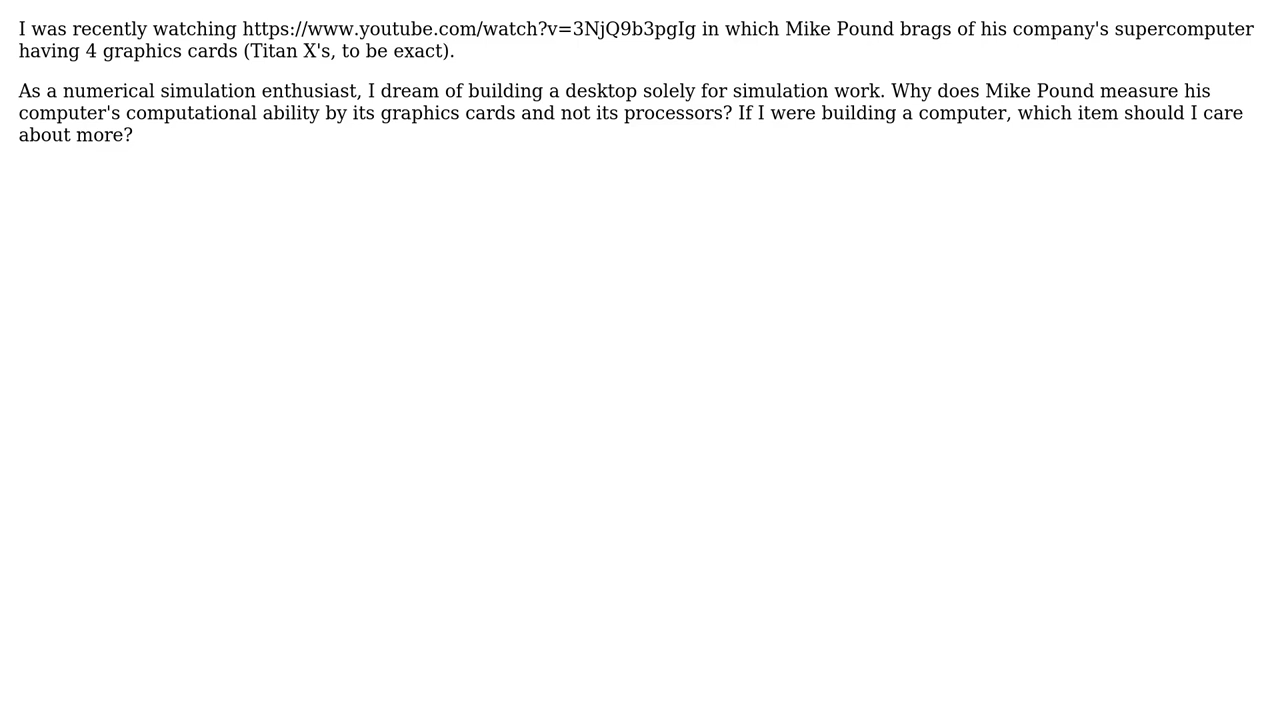 I was recently watching https://www.youtube.com/watch?v=3NjQ9b3pgIg in which Mike Pound brags of his company's supercomputer
having 4 graphics cards (Titan X's, to be exact).
As a numerical simulation enthusiast, I dream of building a desktop solely for simulation work. Why does Mike Pound measure his
computer's computational ability by its graphics cards and not its processors? If I were building a computer, which item should I care
about more?